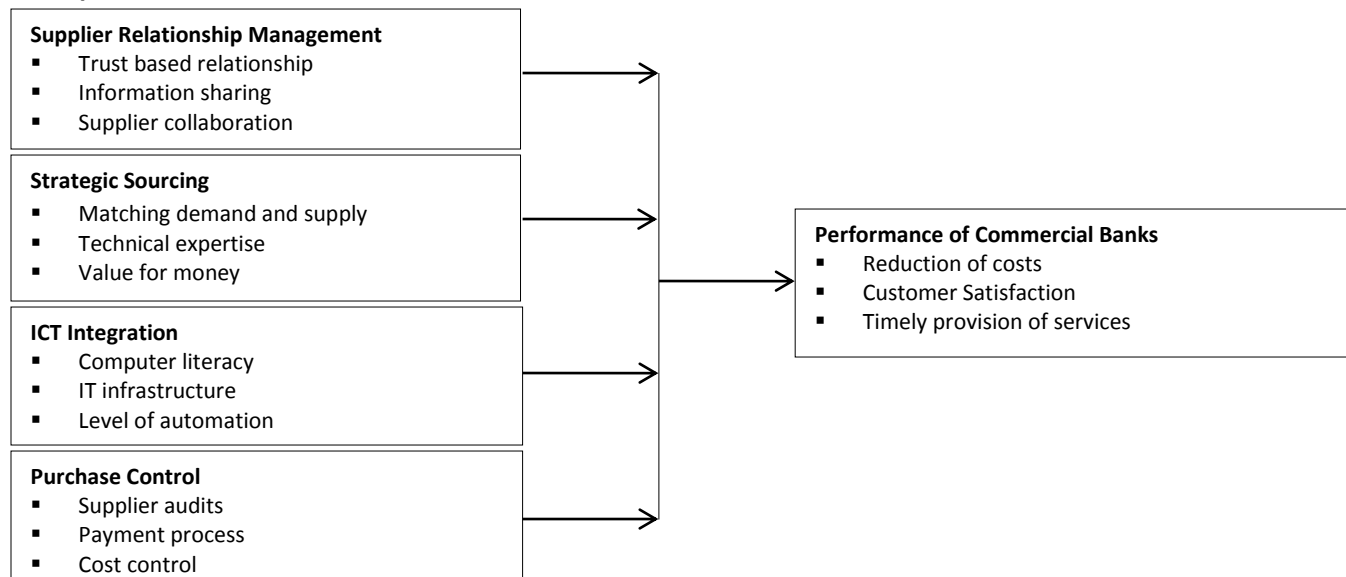 Supplier Relationship Management
▪ Trust based relationship
▪ Information sharing
▪ Supplier collaboration
Strategic Sourcing
▪ Matching demand and supply
▪ Technical expertise
▪ Value for money
ICT Integration
▪ Computer literacy
▪ IT infrastructure
▪ Level of automation
Purchase Control
▪ Supplier audits
▪ Payment process
▪ Cost control
Performance of Commercial Banks
▪ Reduction of costs
▪ Customer Satisfaction
▪ Timely provision of services